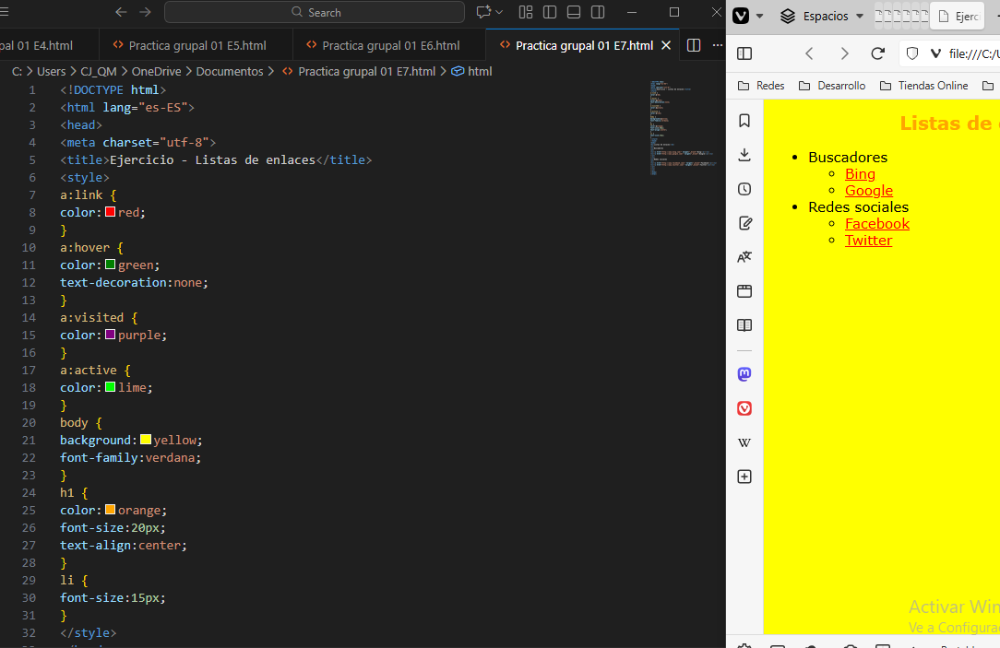 Search
pal 01 E4.html
Practica grupal 01 E5.html
Practica grupal 01 E6.html
Practica grupal 01 E7.html
C: > Users > CJ_QM > OneDrive > Documentos > Practica grupal 01 E7.html > html
1 <!DOCTYPE html>
2 <html lang="es-ES">
3 <head>
4 <meta charset="utf-8">
5 <title>Ejercicio - Listas de enlaces</title>
6 <style>
7 a:link {
8 color:red;
9 }
10 a:hover {
11 color:green;
12 text-decoration:none;
13 }
14 a:visited {
15 color:purple;
16 }
17 a:active {
18 color:lime;
19 }
20 body {
21 background:yellow;
22 font-family:verdana;
23 }
24 h1 {
25 color:orange;
26 font-size:20px;
27 text-align:center;
28 }
29 li {
30 font-size:15px;
31 }
32 </style>
Espacios
Ejerc
file:///C:/U
Redes
Desarrollo
Tiendas Online
Listas de
Buscadores
Bing
Google
Redes sociales
Facebook
Twitter
W
Activar Win
Ve a Configura